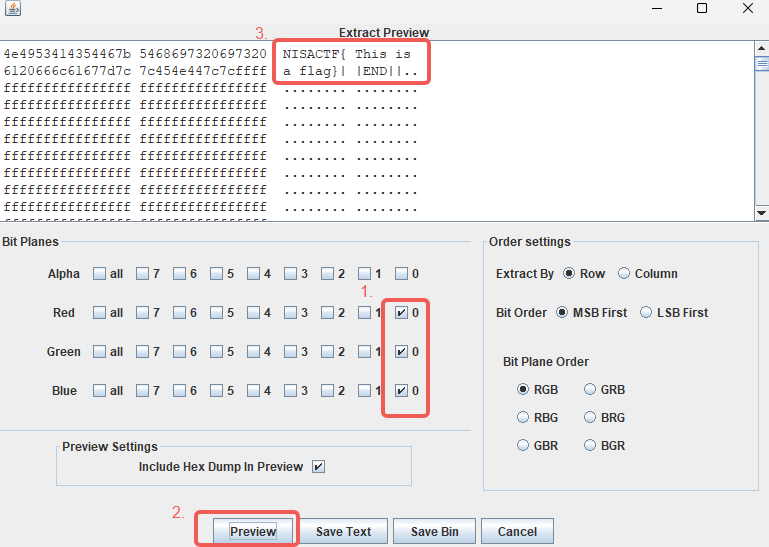 3.
Extract Preview
4e4953414354467b 5468697320697320 NISACTF{ This is
6120666c61677d7c 7c454e447c7cffff a flag}| |END||..
ffffffffffffffff ffffffffffffffff ........ ........
ffffffffffffffff ffffffffffffffff ........ ........
ffffffffffffffff ffffffffffffffff ........ ........
ffffffffffffffff ffffffffffffffff ........ ........
ffffffffffffffff ffffffffffffffff ........ ........
ffffffffffffffff ffffffffffffffff ........ ........
ffffffffffffffff ffffffffffffffff ........ ........
ffffffffffffffff ffffffffffffffff ........ ........
Bit Planes
Alpha all 7 6 5 4 3 2 1 0
1.
Red all 7 6 5 4 3 2 1 0
Green all 7 6 5 4 3 2 1 0
Blue all 7 6 5 4 3 2 1 0
Order settings
Extract By Row Column
Bit Order MSB First LSB First
Bit Plane Order
RGB GRB
RBG BRG
GBR BGR
Preview Settings
Include Hex Dump In Preview
2.
Preview Save Text Save Bin Cancel